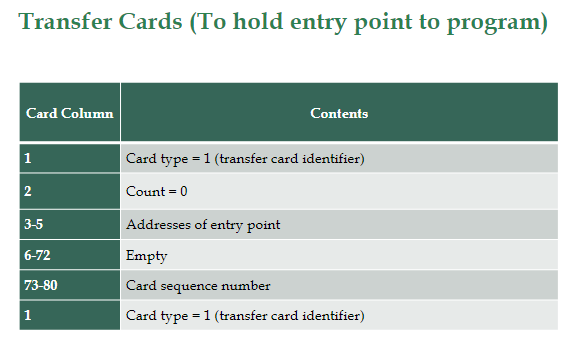 Transfer Cards (To hold entry point to program)
Card Column Contents
1 Card type = 1 (transfer card identifier)
2 Count = 0
3-5 Addresses of entry point
6-72 Empty
73-80 Card sequence number
1 Card type = 1 (transfer card identifier)